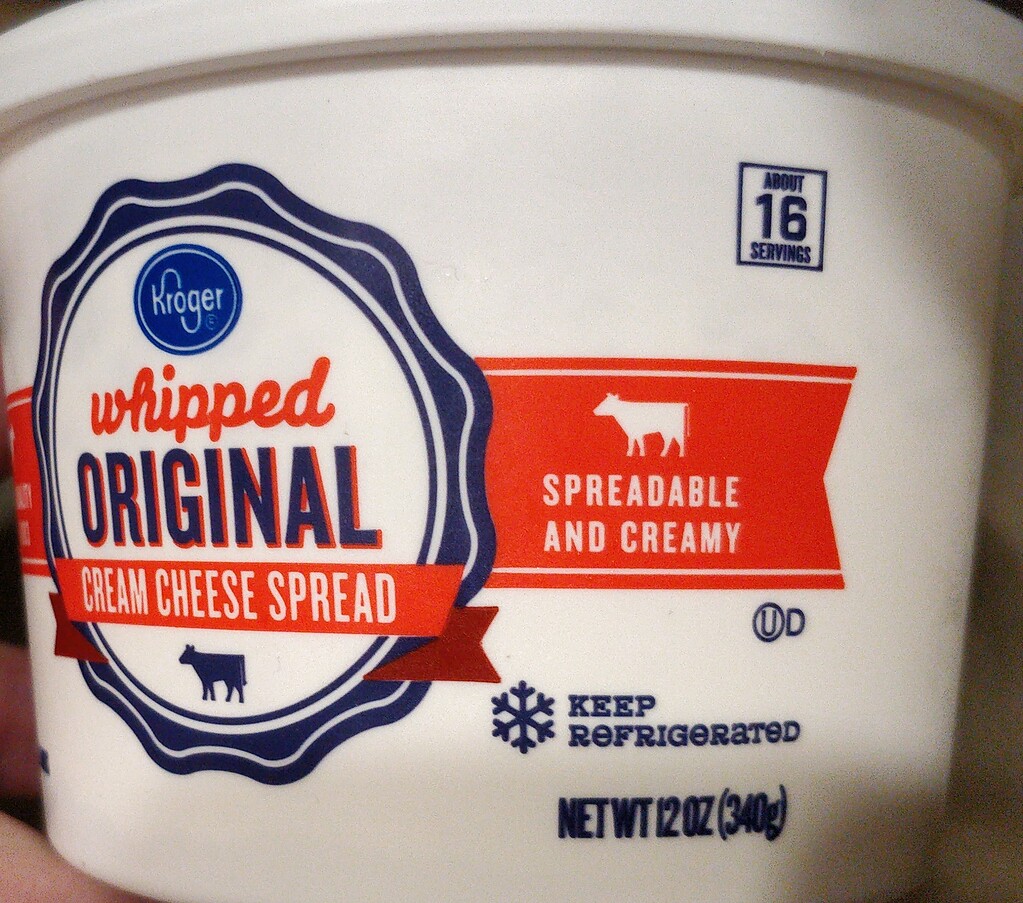 ABOUT
16
SERVINGS
Kroger
whipped
ORIGINAL
CREAM CHEESE SPREAD
SPREADABLE
AND CREAMY
UD
KEEP
REFRIGERATED
NET WT 12 OZ (340g)